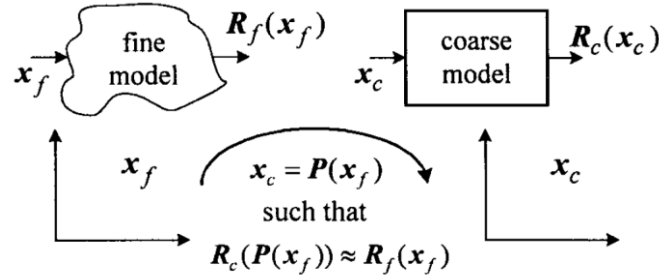 fine
model
x_f
R_f(x_f)
coarse
model
x_c
R_c(x_c)
x_f
x_c = P(x_f)
such that
R_c(P(x_f)) ≈ R_f(x_f)
x_c